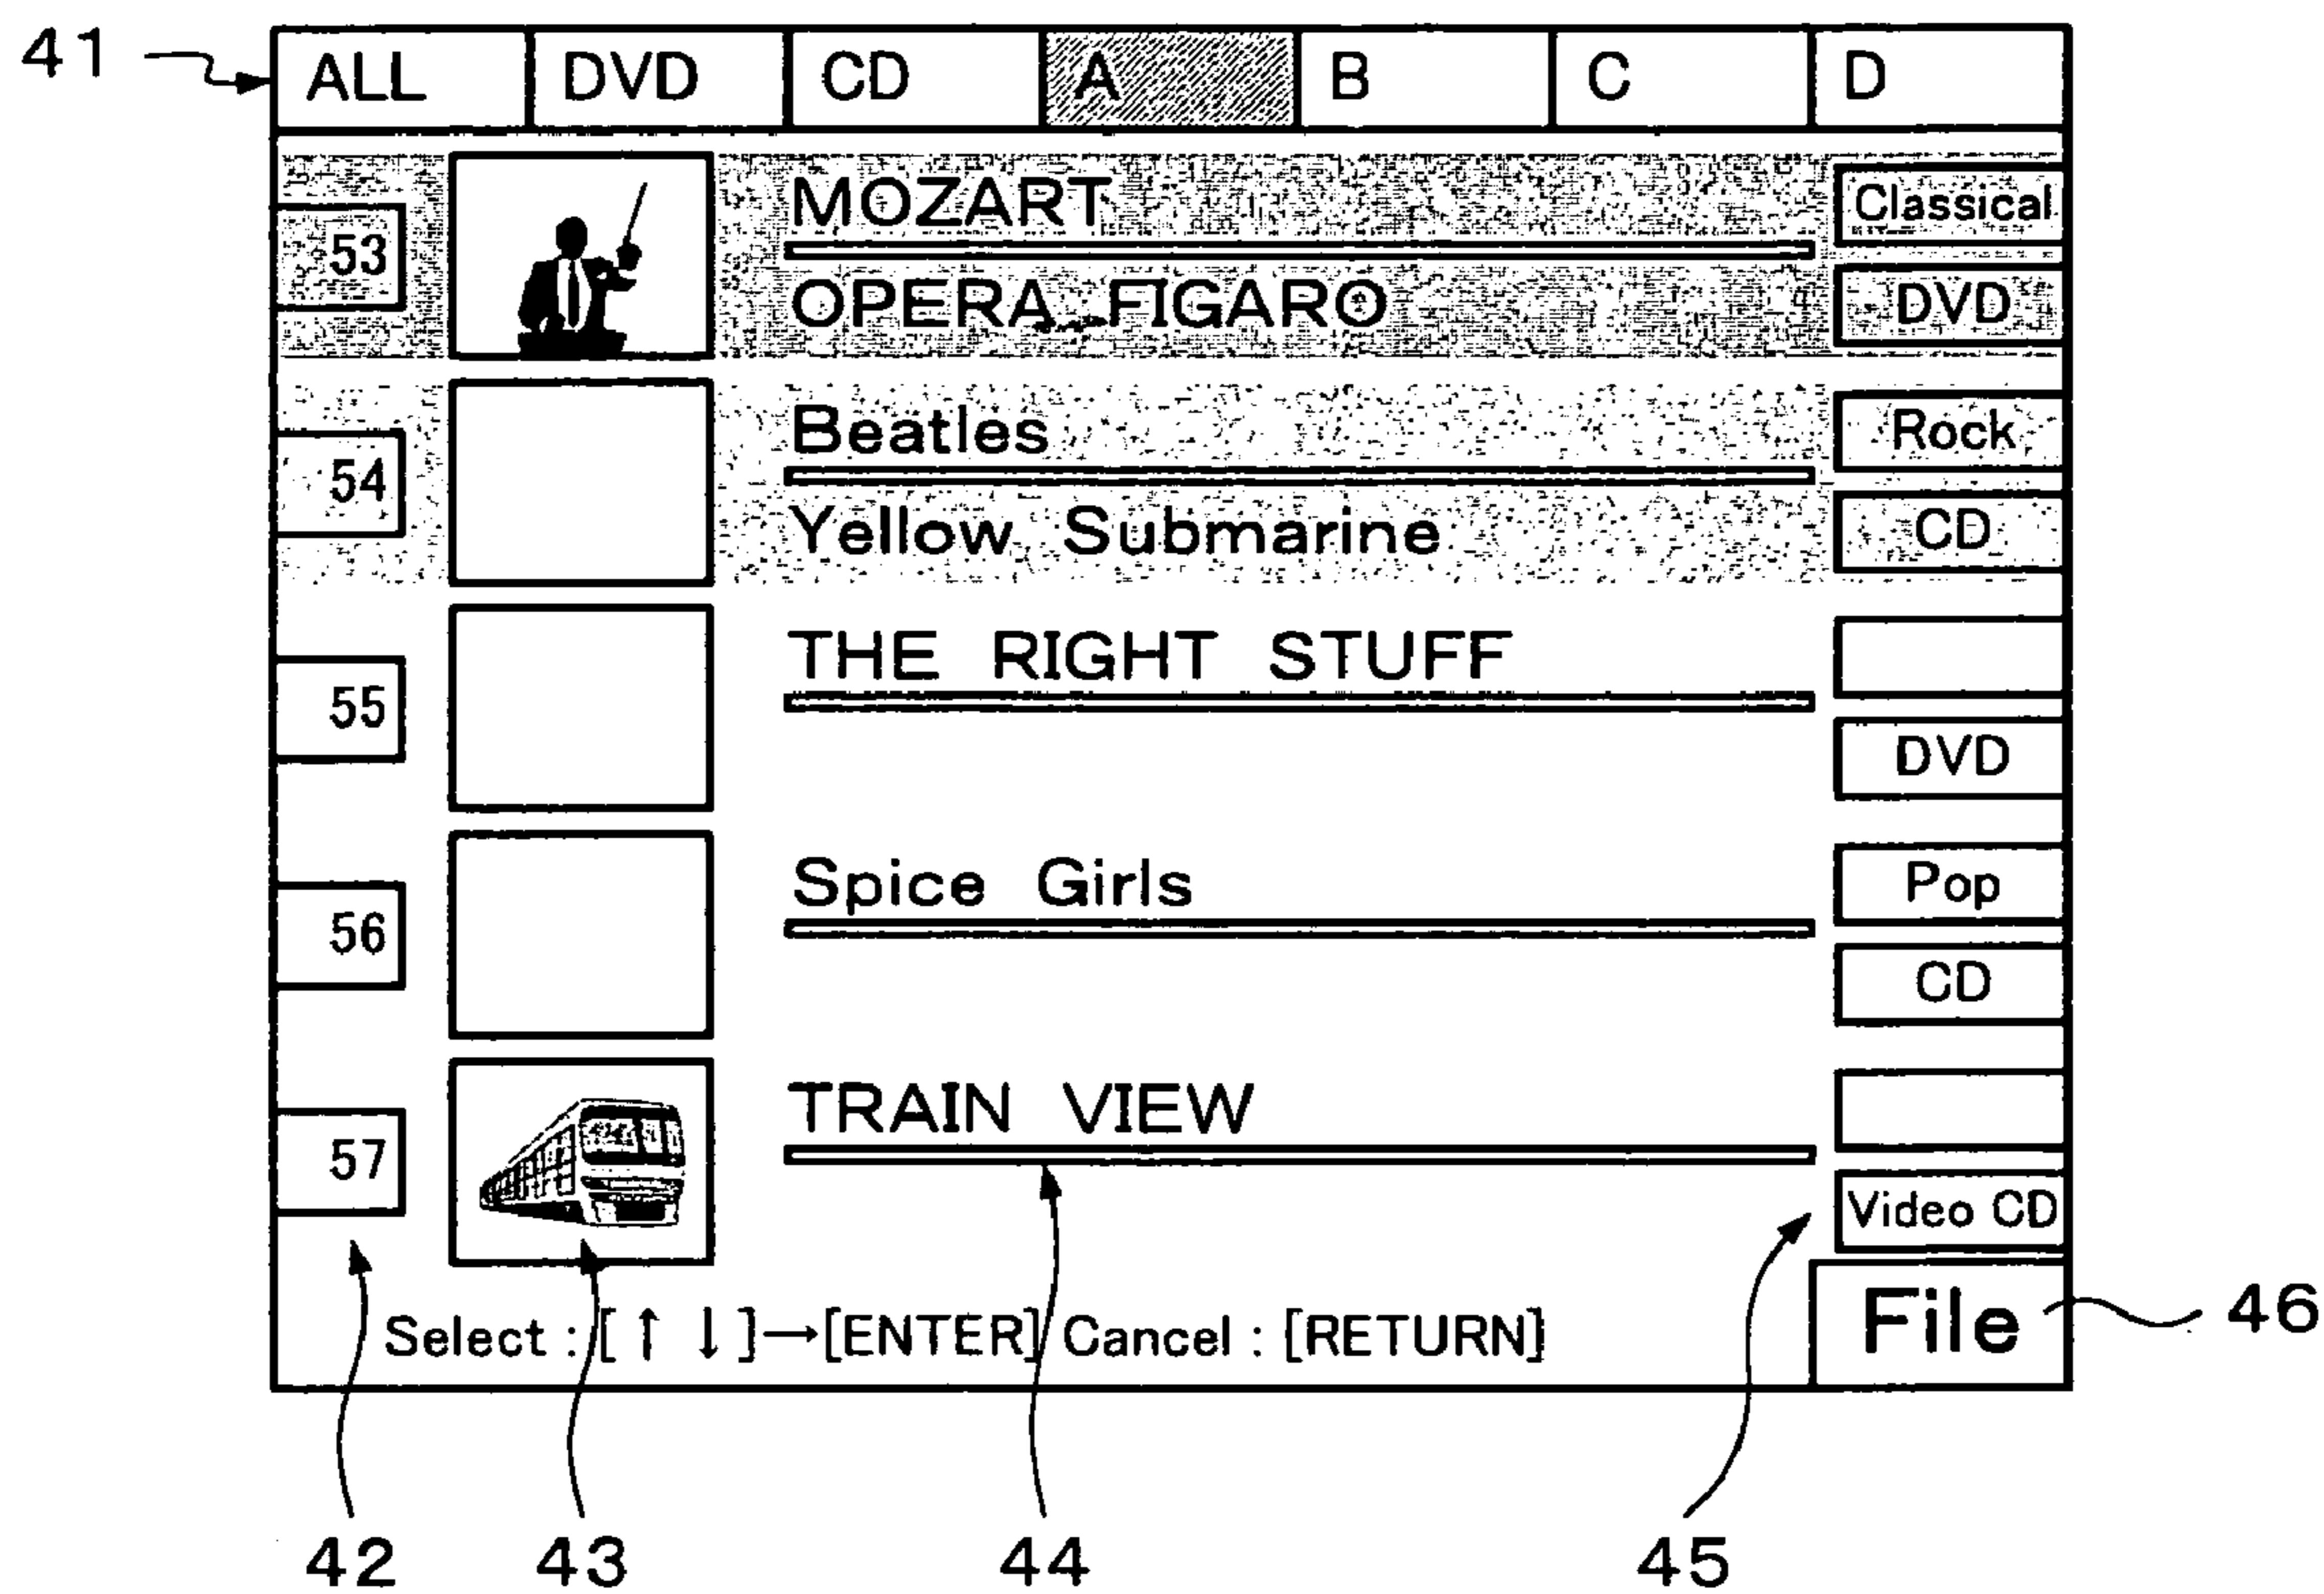 41 ALL DVD CD A B C D
MOZART Classical
53
OPERA FIGARO DVD
Beatles Rock
54
Yellow Submarine CD
THE RIGHT STUFF
55
DVD
Spice Girls Pop
56
CD
TRAIN VIEW
57
Video CD
Select : [ ↑ ↓ ]→[ENTER] Cancel : [RETURN] File 46
42 43 44 45